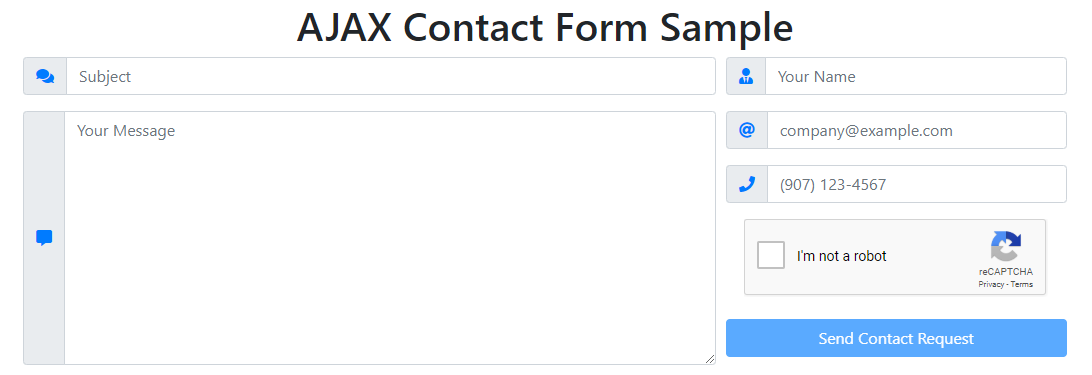 AJAX Contact Form Sample
Subject
Your Name
Your Message
company@example.com
(907) 123-4567
I'm not a robot
reCAPTCHA
Privacy - Terms
Send Contact Request